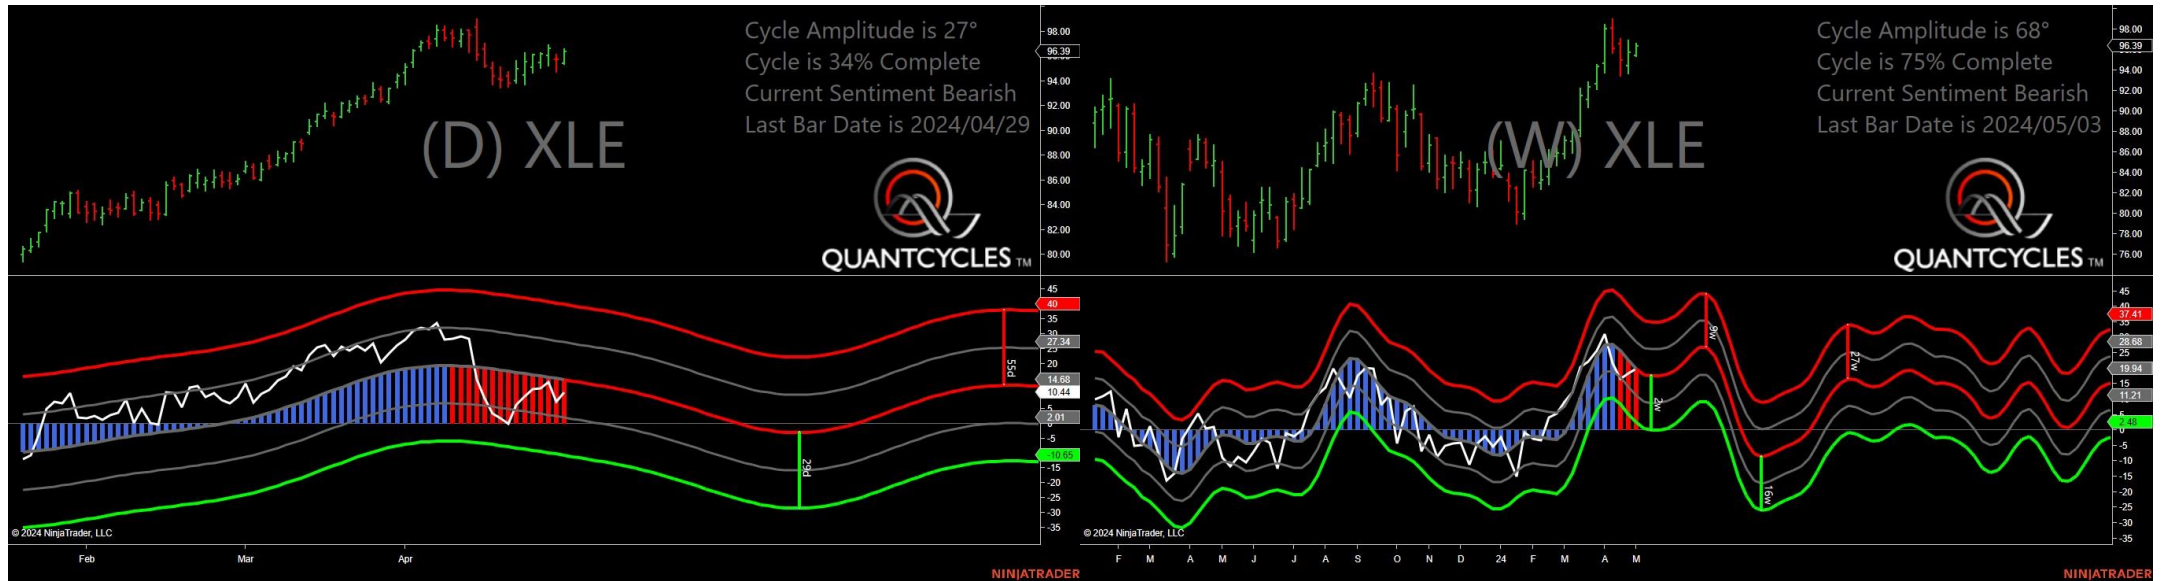 Cycle Amplitude is 27°
Cycle is 34% Complete
Current Sentiment Bearish
Last Bar Date is 2024/04/29
(D) XLE
QUANTCYCLES TM
98.00
96.39
94.00
92.00
90.00
88.00
86.00
84.00
82.00
80.00
45
40
35
30
27.34
25
20
14.68
10.44
5
2.01
-5
-10.65
-15
-20
-25
-30
-35
55d
29d
© 2024 NinjaTrader, LLC
Feb
Mar
Apr
NINJATRADER
Cycle Amplitude is 68°
Cycle is 75% Complete
Current Sentiment Bearish
Last Bar Date is 2024/05/03
(W) XLE
QUANTCYCLES TM
98.00
96.39
94.00
92.00
90.00
88.00
86.00
84.00
82.00
80.00
78.00
76.00
45
40
37.41
35
28.68
25
19.94
15
11.21
5
2.48
0
-5
-10
-15
-20
-25
-30
-35
9w
27w
2w
16w
© 2024 NinjaTrader, LLC
F
M
A
M
J
J
A
S
O
N
D
24
F
M
A
M
NINJATRADER